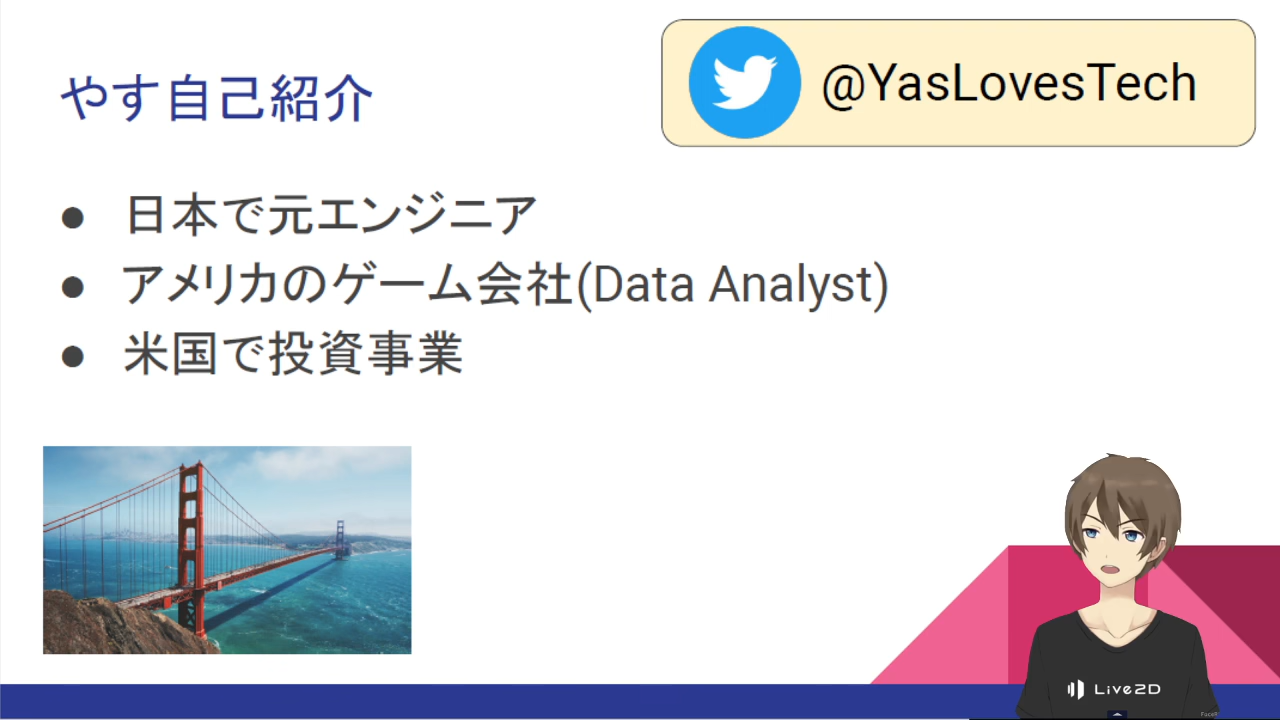 やす自己紹介
@YasLovesTech
● 日本で元エンジニア
● アメリカのゲーム会社(Data Analyst)
● 米国で投資事業
Live2D